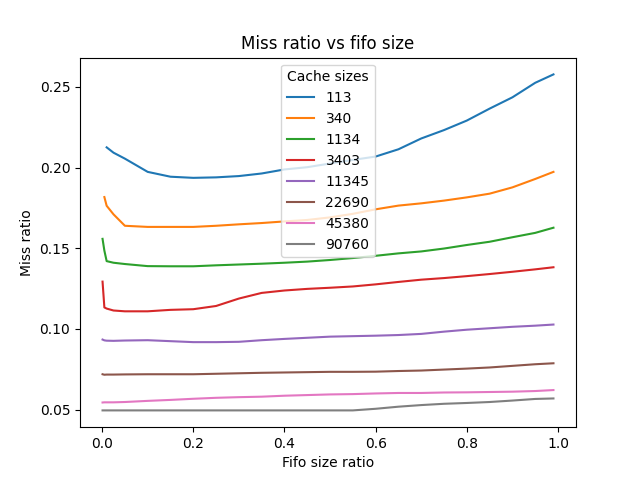 Miss ratio vs fifo size
Cache sizes
113
340
1134
3403
11345
22690
45380
90760
0.25
0.20
0.15
0.10
0.05
Miss ratio
0.0 0.2 0.4 0.6 0.8 1.0
Fifo size ratio